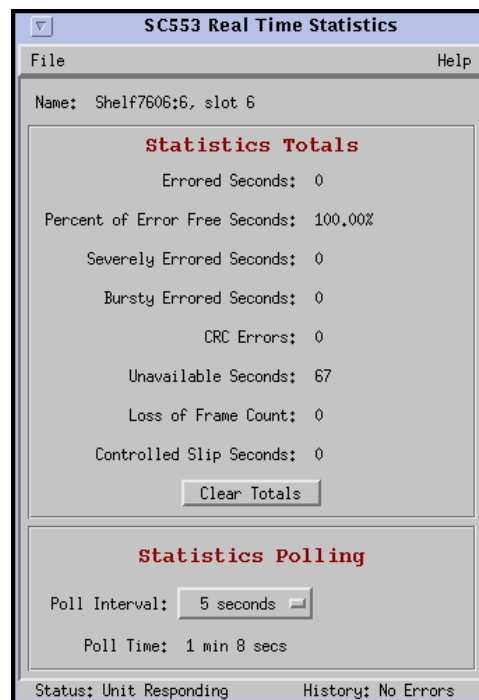 SC553 Real Time Statistics
File Help
Name: Shelf7606:6, slot 6
Statistics Totals
Errored Seconds: 0
Percent of Error Free Seconds: 100.00%
Severely Errored Seconds: 0
Bursty Errored Seconds: 0
CRC Errors: 0
Unavailable Seconds: 67
Loss of Frame Count: 0
Controlled Slip Seconds: 0
Clear Totals
Statistics Polling
Poll Interval: 5 seconds
Poll Time: 1 min 8 secs
Status: Unit Responding History: No Errors